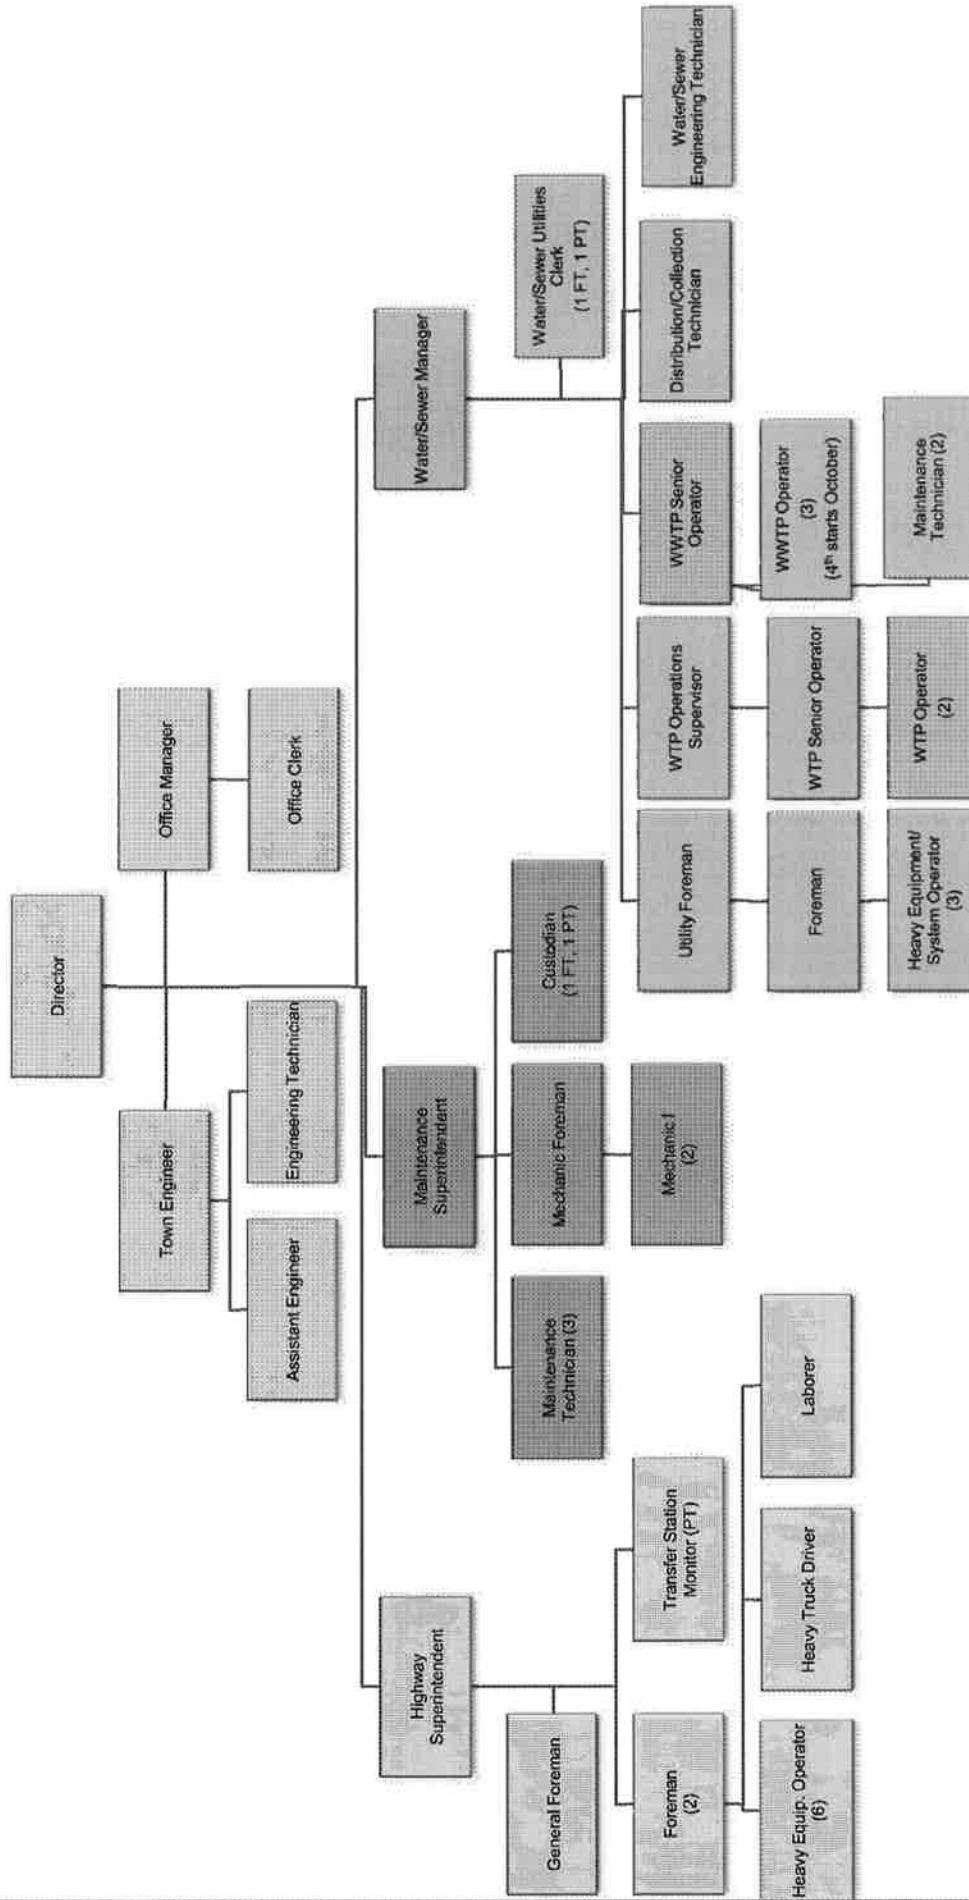 Director
Town Engineer
Office Manager
Assistant Engineer
Engineering Technician
Office Clerk
Highway
Superintendent
Maintenance
Superintendent
Water/Sewer Manager
General Foreman
Maintenance
Technician (3)
Mechanic Foreman
Custodian
(1 FT, 1 PT)
Water/Sewer Utilities
Clerk
(1 FT, 1 PT)
Foreman
(2)
Transfer Station
Monitor (PT)
Mechanic I
(2)
Utility Foreman
WTP Operations
Supervisor
WWTP Senior
Operator
Distribution/Collection
Technician
Water/Sewer
Engineering Technician
Heavy Equip. Operator
(6)
Heavy Truck Driver
Laborer
Foreman
WTP Senior Operator
WWTP Operator
(3)
(4th starts October)
Heavy Equipment/
System Operator
(3)
WTP Operator
(2)
Maintenance
Technician (2)